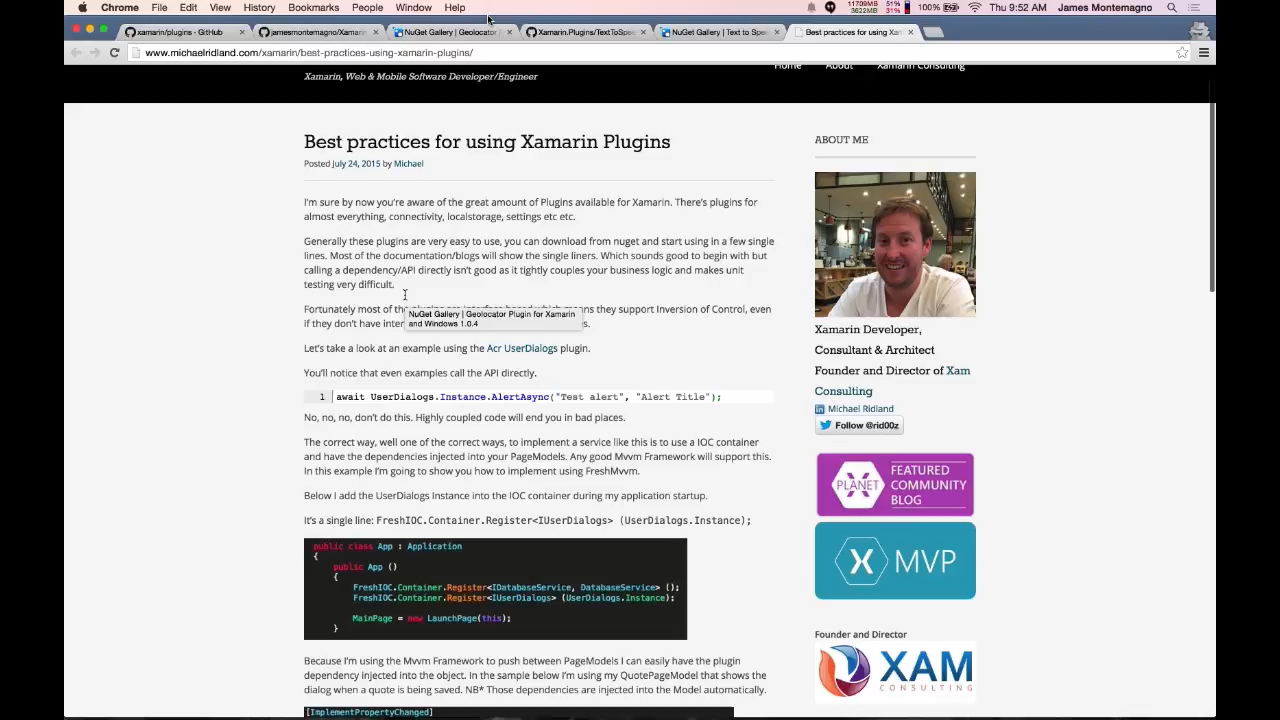 Chrome File Edit View History Bookmarks People Window Help
11709MB 3622MB 51% 31% 100% Thu 9:52 AM James Montemagno
xamarin/plugins - GitHub × jamesmontemagno/Xamarin × NuGet Gallery | Geolocator × Xamarin.Plugins/TextToSpe × NuGet Gallery | Text to Spee × Best practices for using Xa ×
www.michaelridland.com/xamarin/best-practices-using-xamarin-plugins/
Home About Xamarin Consulting
Xamarin, Web & Mobile Software Developer/Engineer
Best practices for using Xamarin Plugins
Posted July 24, 2015 by Michael
I'm sure by now you're aware of the great amount of Plugins available for Xamarin. There's plugins for
almost everything, connectivity, localstorage, settings etc etc.
Generally these plugins are very easy to use, you can download from nuget and start using in a few single
lines. Most of the documentation/blogs will show the single liners. Which sounds good to begin with but
calling a dependency/API directly isn't good as it tightly couples your business logic and makes unit
testing very difficult.
Fortunately most of the plugins are interface based which means they support Inversion of Control, even
if they don't have inter
s.
NuGet Gallery | Geolocator Plugin for Xamarin
and Windows 1.0.4
Let's take a look at an example using the Acr UserDialogs plugin.
You'll notice that even examples call the API directly.
1 await UserDialogs.Instance.AlertAsync("Test alert", "Alert Title");
No, no, no, don't do this. Highly coupled code will end you in bad places.
The correct way, well one of the correct ways, to implement a service like this is to use a IOC container
and have the dependencies injected into your PageModels. Any good Mvvm Framework will support this.
In this example I'm going to show you how to implement using FreshMvvm.
Below I add the UserDialogs Instance into the IOC container during my application startup.
It's a single line: FreshIOC.Container.Register<IUserDialogs> (UserDialogs.Instance);
public class App : Application
{
public App ()
{
FreshIOC.Container.Register<IDatabaseService, DatabaseService> ();
FreshIOC.Container.Register<IUserDialogs> (UserDialogs.Instance);
MainPage = new LaunchPage(this);
}
Because I'm using the Mvvm Framework to push between PageModels I can easily have the plugin
dependency injected into the object. In the sample below I'm using my QuotePageModel that shows the
dialog when a quote is being saved. NB* Those dependencies are injected into the Model automatically.
[ImplementPropertyChanged]
ABOUT ME
Xamarin Developer,
Consultant & Architect
Founder and Director of Xam
Consulting
in Michael Ridland
Follow @rid00z
PLANET X FEATURED
COMMUNITY
BLOG
X MVP
Founder and Director
XAM
CONSULTING